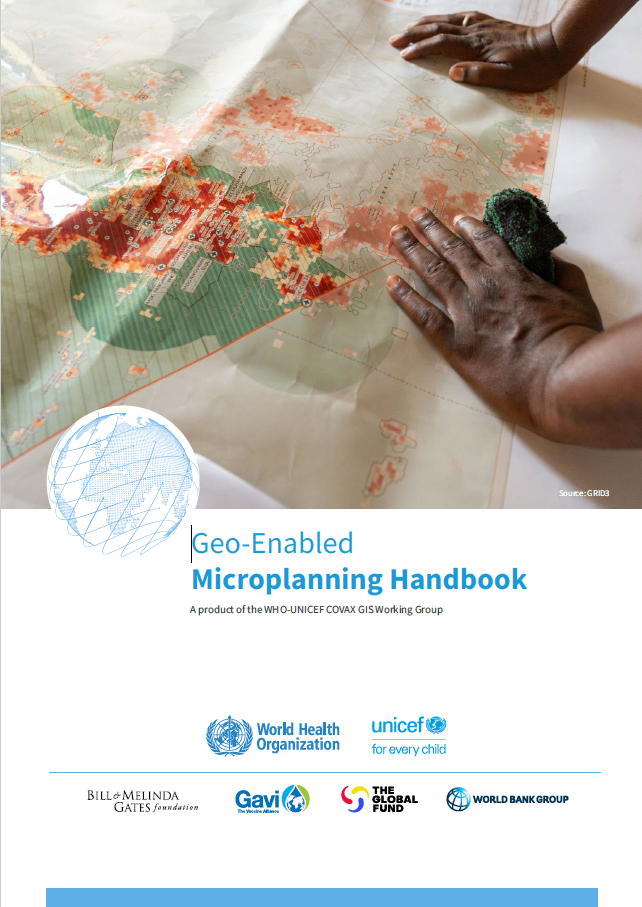 Source: GRID3
Geo-Enabled
Microplanning Handbook
A product of the WHO-UNICEF COVAX GIS Working Group
World Health
Organization
unicef
for every child
BILL & MELINDA
GATES foundation
Gavi
The Vaccine Alliance
THE
GLOBAL
FUND
WORLD BANK GROUP